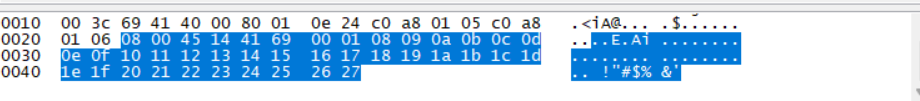 0010 00 3c 69 41 40 00 80 01 0e 24 c0 a8 01 05 c0 a8 .<iA@... .$......
0020 01 06 08 00 45 14 41 69 00 01 08 09 0a 0b 0c 0d ....E.Ai ........
0030 0e 0f 10 11 12 13 14 15 16 17 18 19 1a 1b 1c 1d ........ ........
0040 1e 1f 20 21 22 23 24 25 26 27 .. !"#$% &'